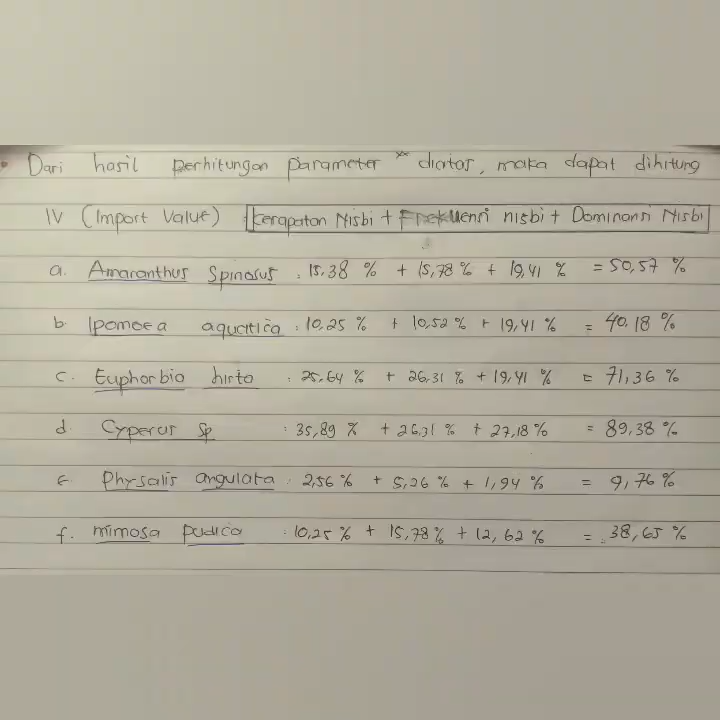 Dari hasil perhitungan parameter diatas, maka dapat dihitung
IV (Import Value) Kerapatan Nisbi + Frekuensi nisbi + Dominansi Nisbi
a. Amaranthus Spinosus : 15,38 % + 15,78 % + 19,41 % = 50,57 %
b. Ipomoea aquatica : 10,25 % + 10,52 % + 19,41 % = 40,18 %
c. Euphorbia hirta : 25,64 % + 26,31 % + 19,41 % = 71,36 %
d. Cyperus Sp : 35,89 % + 26,31 % + 27,18 % = 89,38 %
e. Physalis angulata : 2,56 % + 5,26 % + 1,94 % = 9,76 %
f. mimosa pudica : 10,25 % + 15,78 % + 12,62 % = 38,65 %